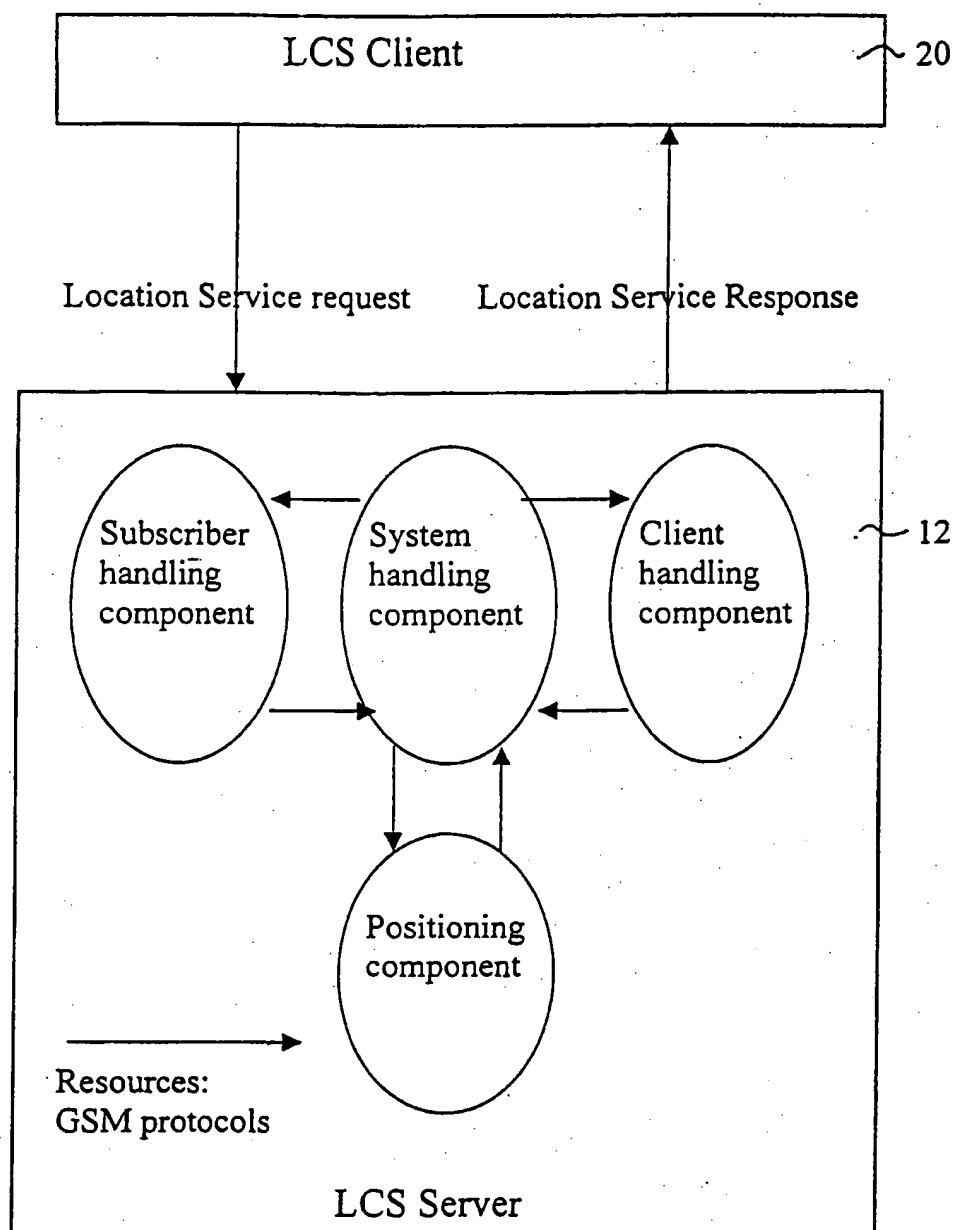 LCS Client
20
Location Service request
Location Service Response
Subscriber
handling
component
System
handling
component
Client
handling
component
12
Positioning
component
Resources:
GSM protocols
LCS Server